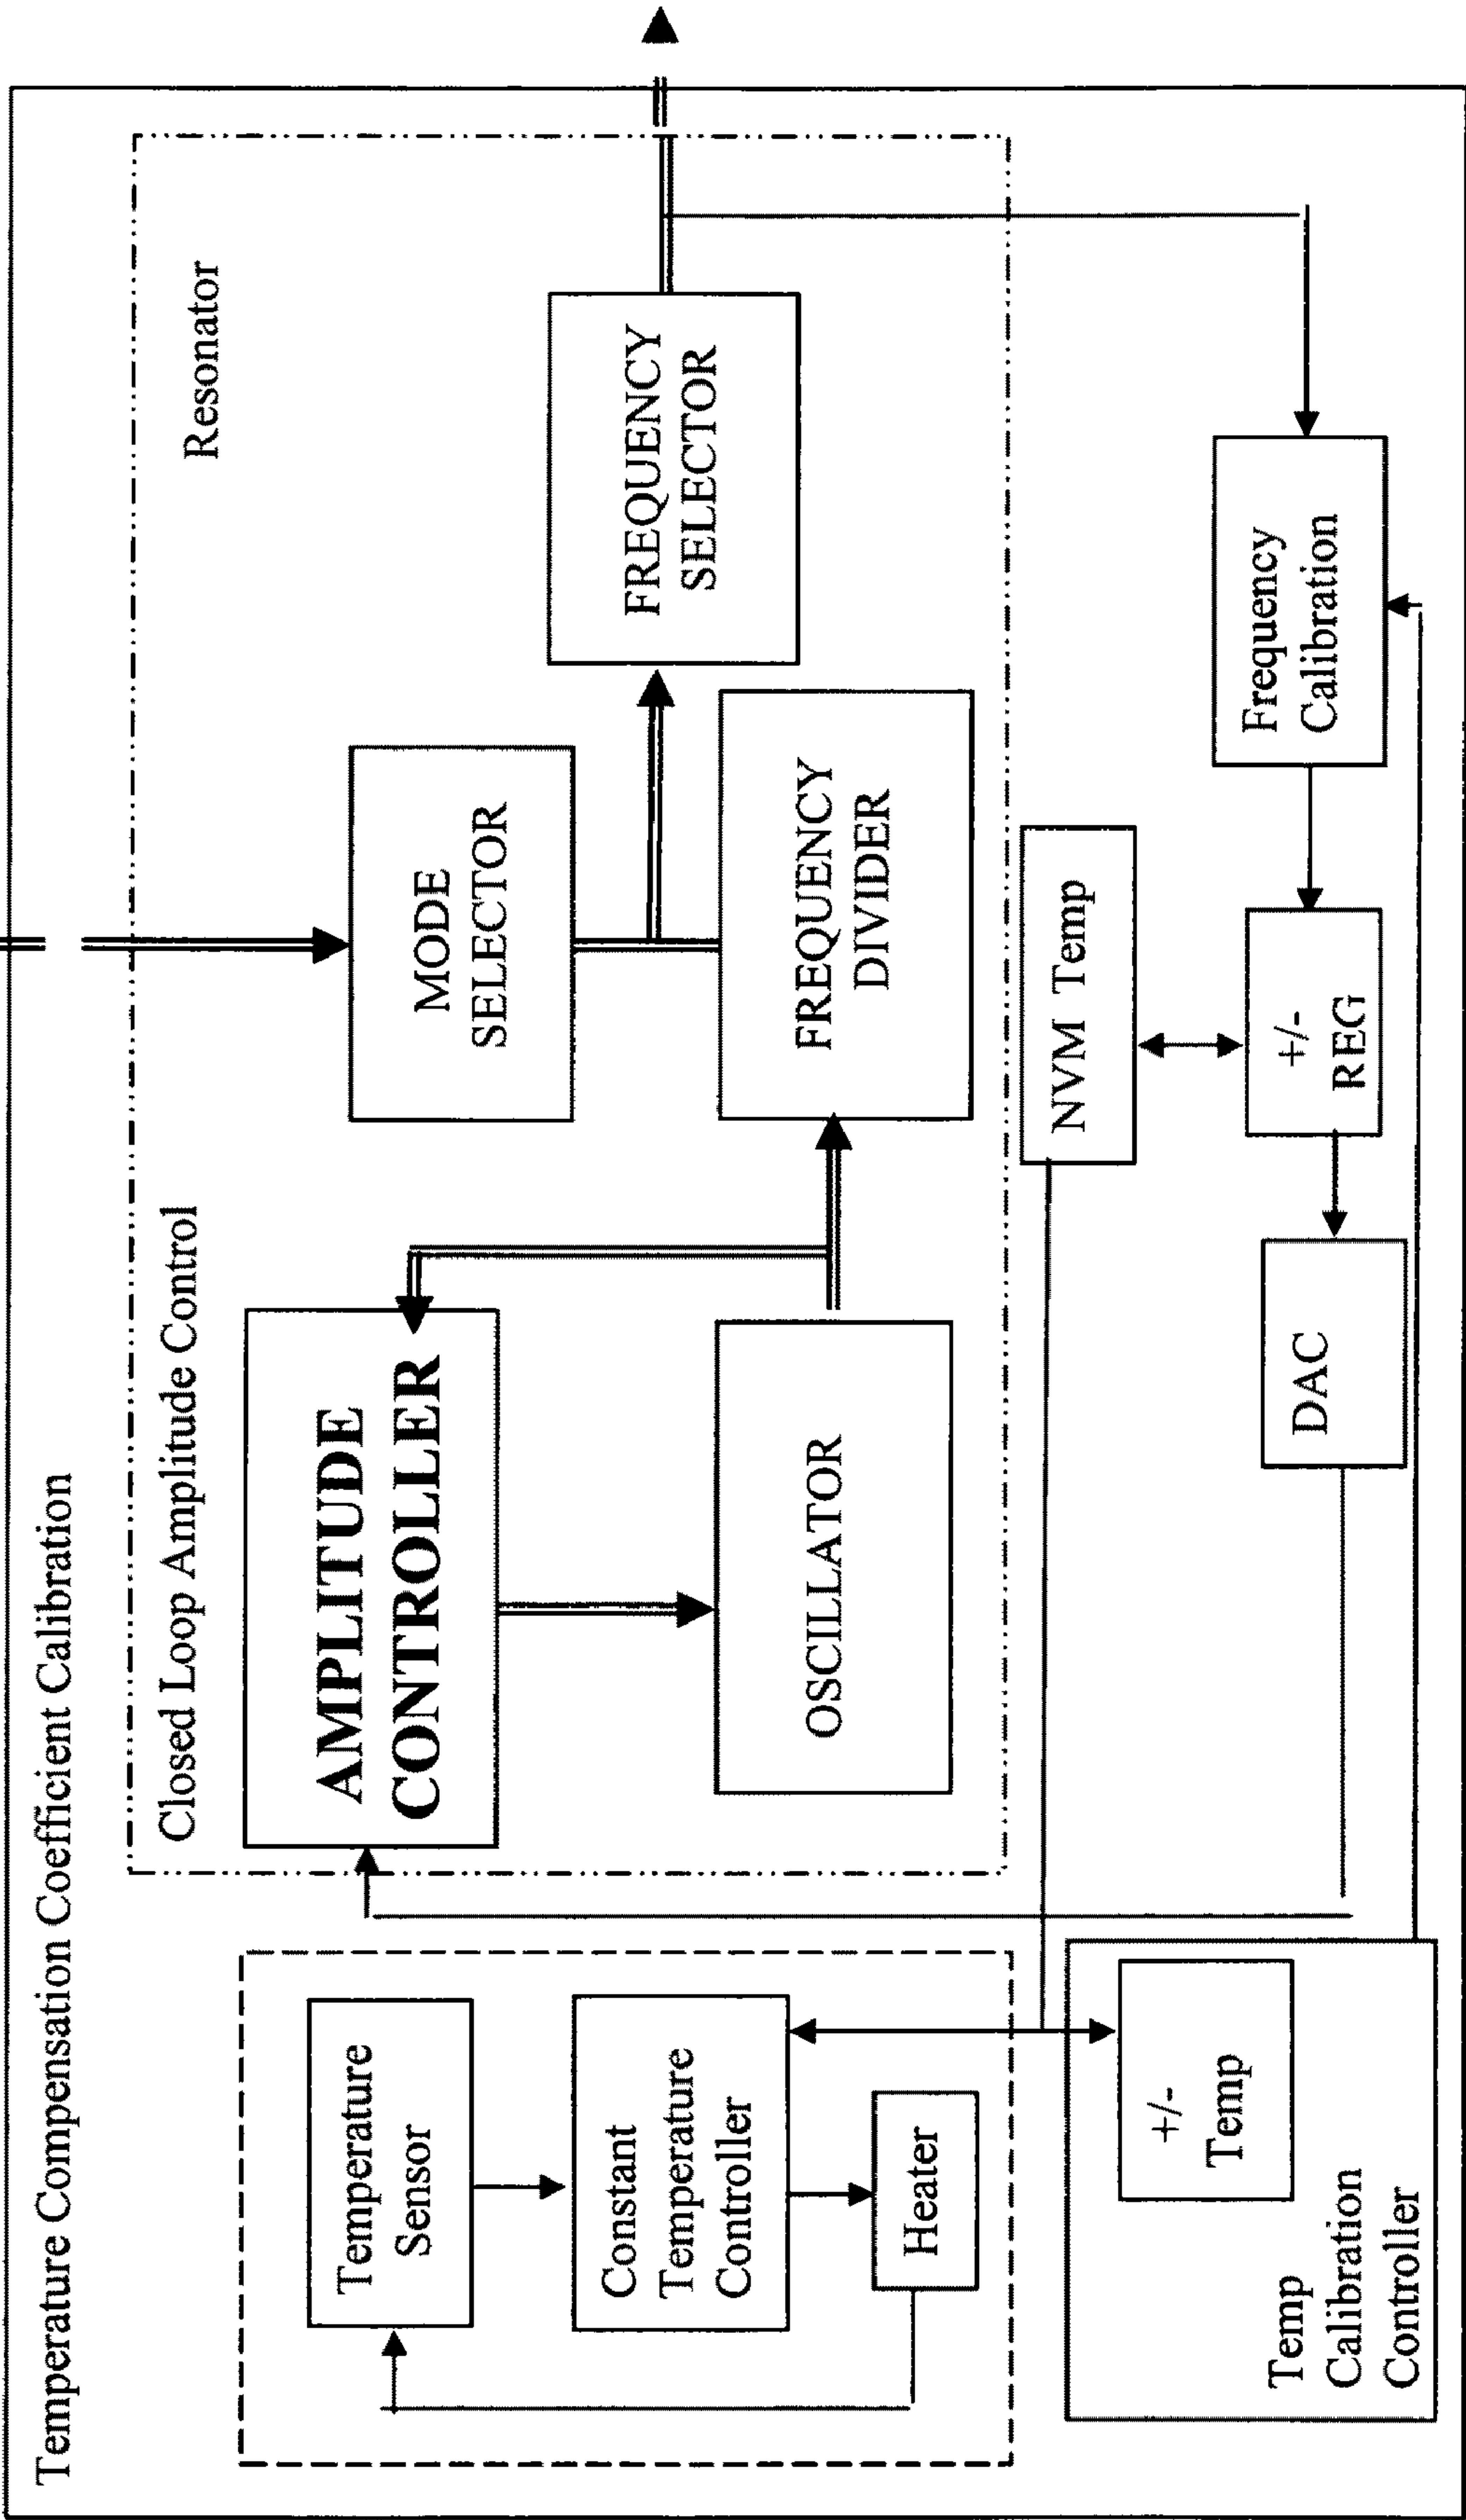 Temperature Compensation Coefficient Calibration
Closed Loop Amplitude Control
Resonator
AMPLITUDE
CONTROLLER
MODE
SELECTOR
FREQUENCY
SELECTOR
OSCILLATOR
FREQUENCY
DIVIDER
Temperature
Sensor
Constant
Temperature
Controller
Heater
NVM Temp
+/-
Temp
Temp
Calibration
Controller
DAC
+/-
REG
Frequency
Calibration